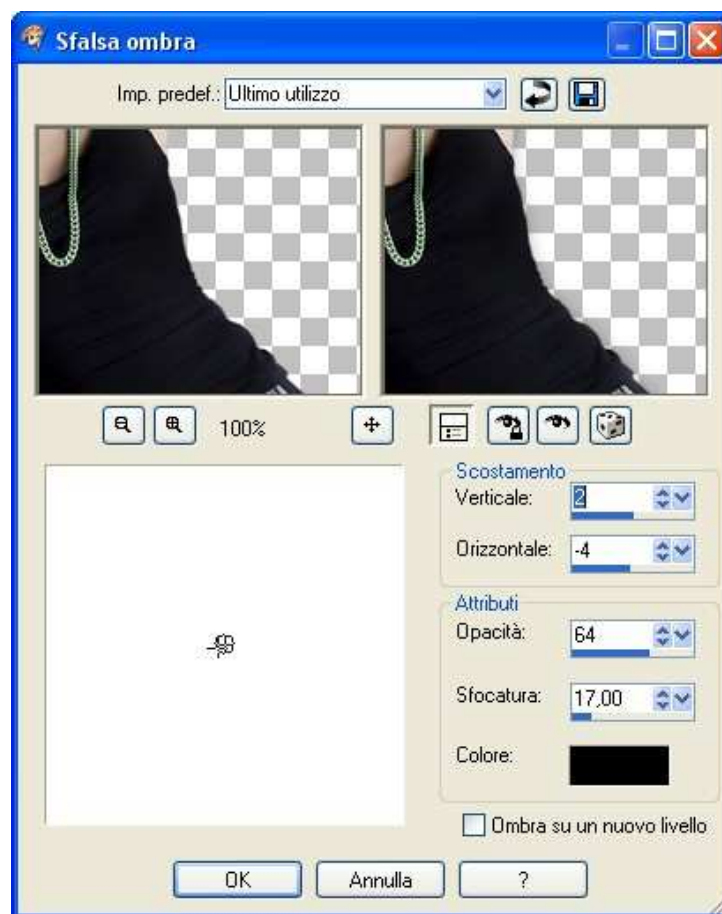 Sfalsa ombra
Imp. predef.: Ultimo utilizzo
100%
Scostamento
Verticale: 2
Orizzontale: -4
Attributi
Opacità: 64
Sfocatura: 17,00
Colore:
Ombra su un nuovo livello
OK Annulla ?